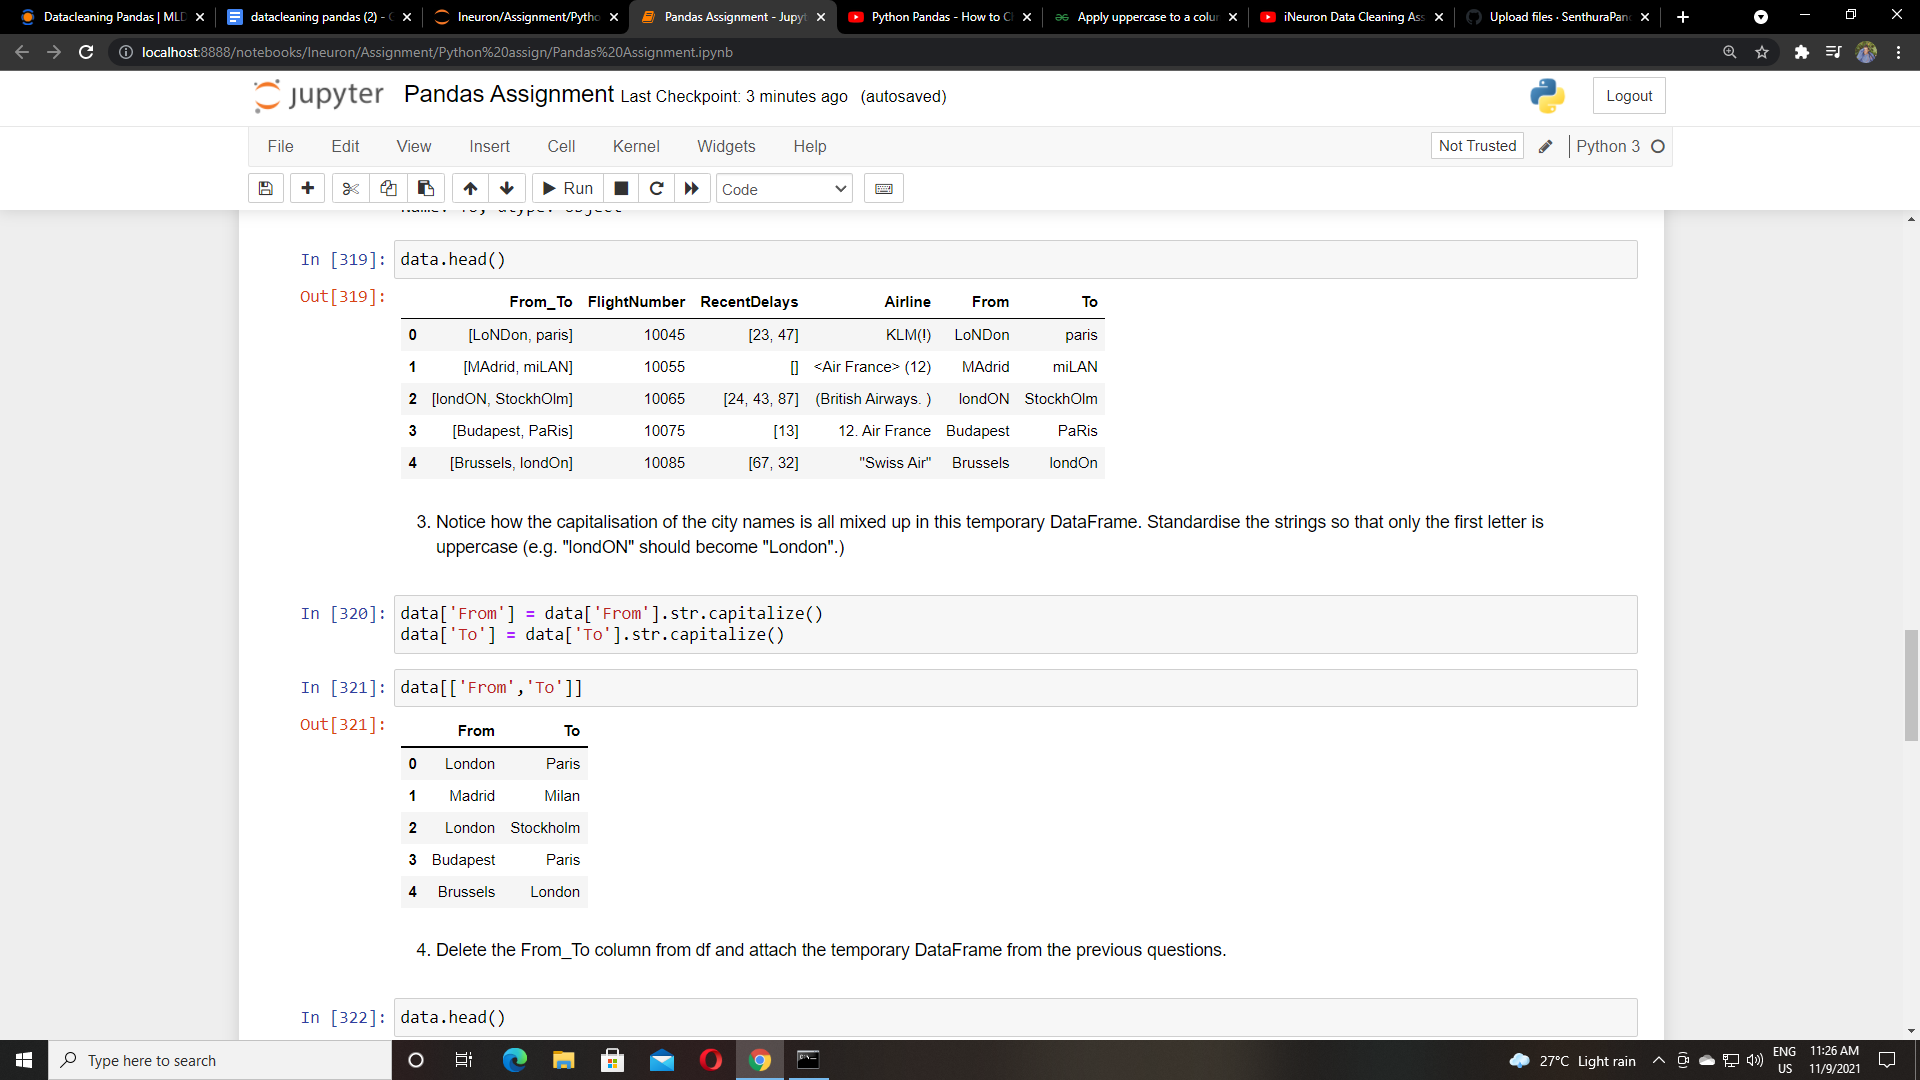 Datacleaning Pandas | MLD
datacleaning pandas (2) - G
Ineuron/Assignment/Pytho
Pandas Assignment - Jupyt
Python Pandas - How to Cl
Apply uppercase to a colum
iNeuron Data Cleaning Ass
Upload files · SenthuraPan
localhost:8888/notebooks/Ineuron/Assignment/Python%20assign/Pandas%20Assignment.ipynb
jupyter Pandas Assignment Last Checkpoint: 3 minutes ago (autosaved)
Logout
File Edit View Insert Cell Kernel Widgets Help
Not Trusted
Python 3
Run
Code
In [319]: data.head()
Out[319]:
From_To FlightNumber RecentDelays Airline From To
0 [LoNDon, paris] 10045 [23, 47] KLM(!) LoNDon paris
1 [MAdrid, miLAN] 10055 [] <Air France> (12) MAdrid miLAN
2 [londON, StockhOlm] 10065 [24, 43, 87] (British Airways. ) londON StockhOlm
3 [Budapest, PaRis] 10075 [13] 12. Air France Budapest PaRis
4 [Brussels, londOn] 10085 [67, 32] "Swiss Air" Brussels londOn
3. Notice how the capitalisation of the city names is all mixed up in this temporary DataFrame. Standardise the strings so that only the first letter is
uppercase (e.g. "londON" should become "London".)
In [320]: data['From'] = data['From'].str.capitalize()
data['To'] = data['To'].str.capitalize()
In [321]: data[['From','To']]
Out[321]:
From To
0 London Paris
1 Madrid Milan
2 London Stockholm
3 Budapest Paris
4 Brussels London
4. Delete the From_To column from df and attach the temporary DataFrame from the previous questions.
In [322]: data.head()
Type here to search
27°C Light rain
ENG
US
11:26 AM
11/9/2021